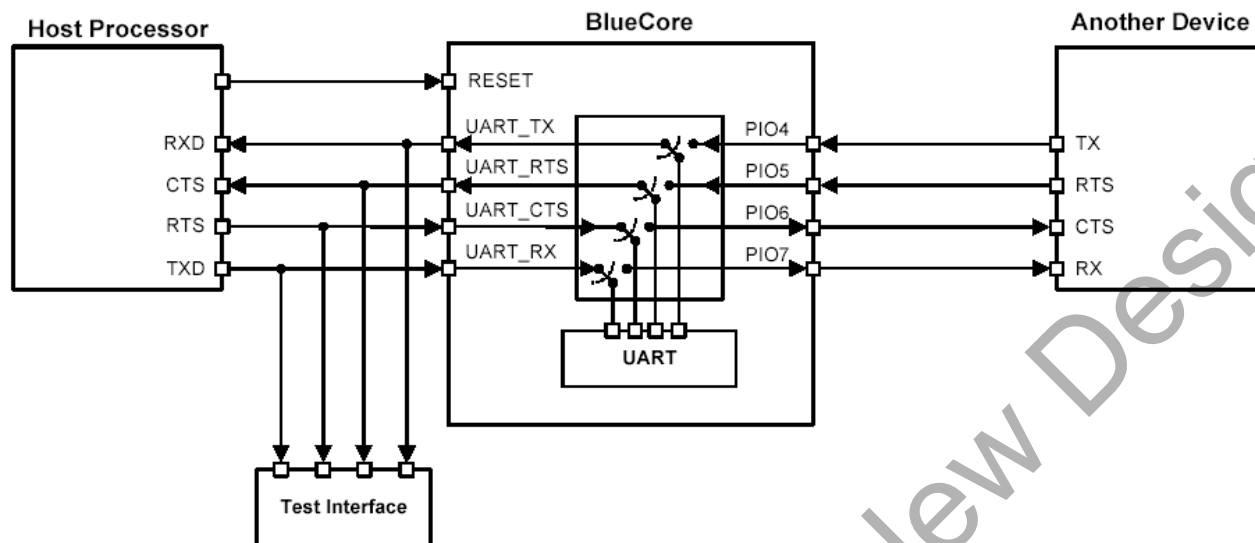 Host Processor
BlueCore
Another Device
RESET
RXD
UART_TX
PIO4
TX
CTS
UART_RTS
PIO5
RTS
RTS
UART_CTS
PIO6
CTS
TXD
UART_RX
PIO7
RX
UART
Test Interface